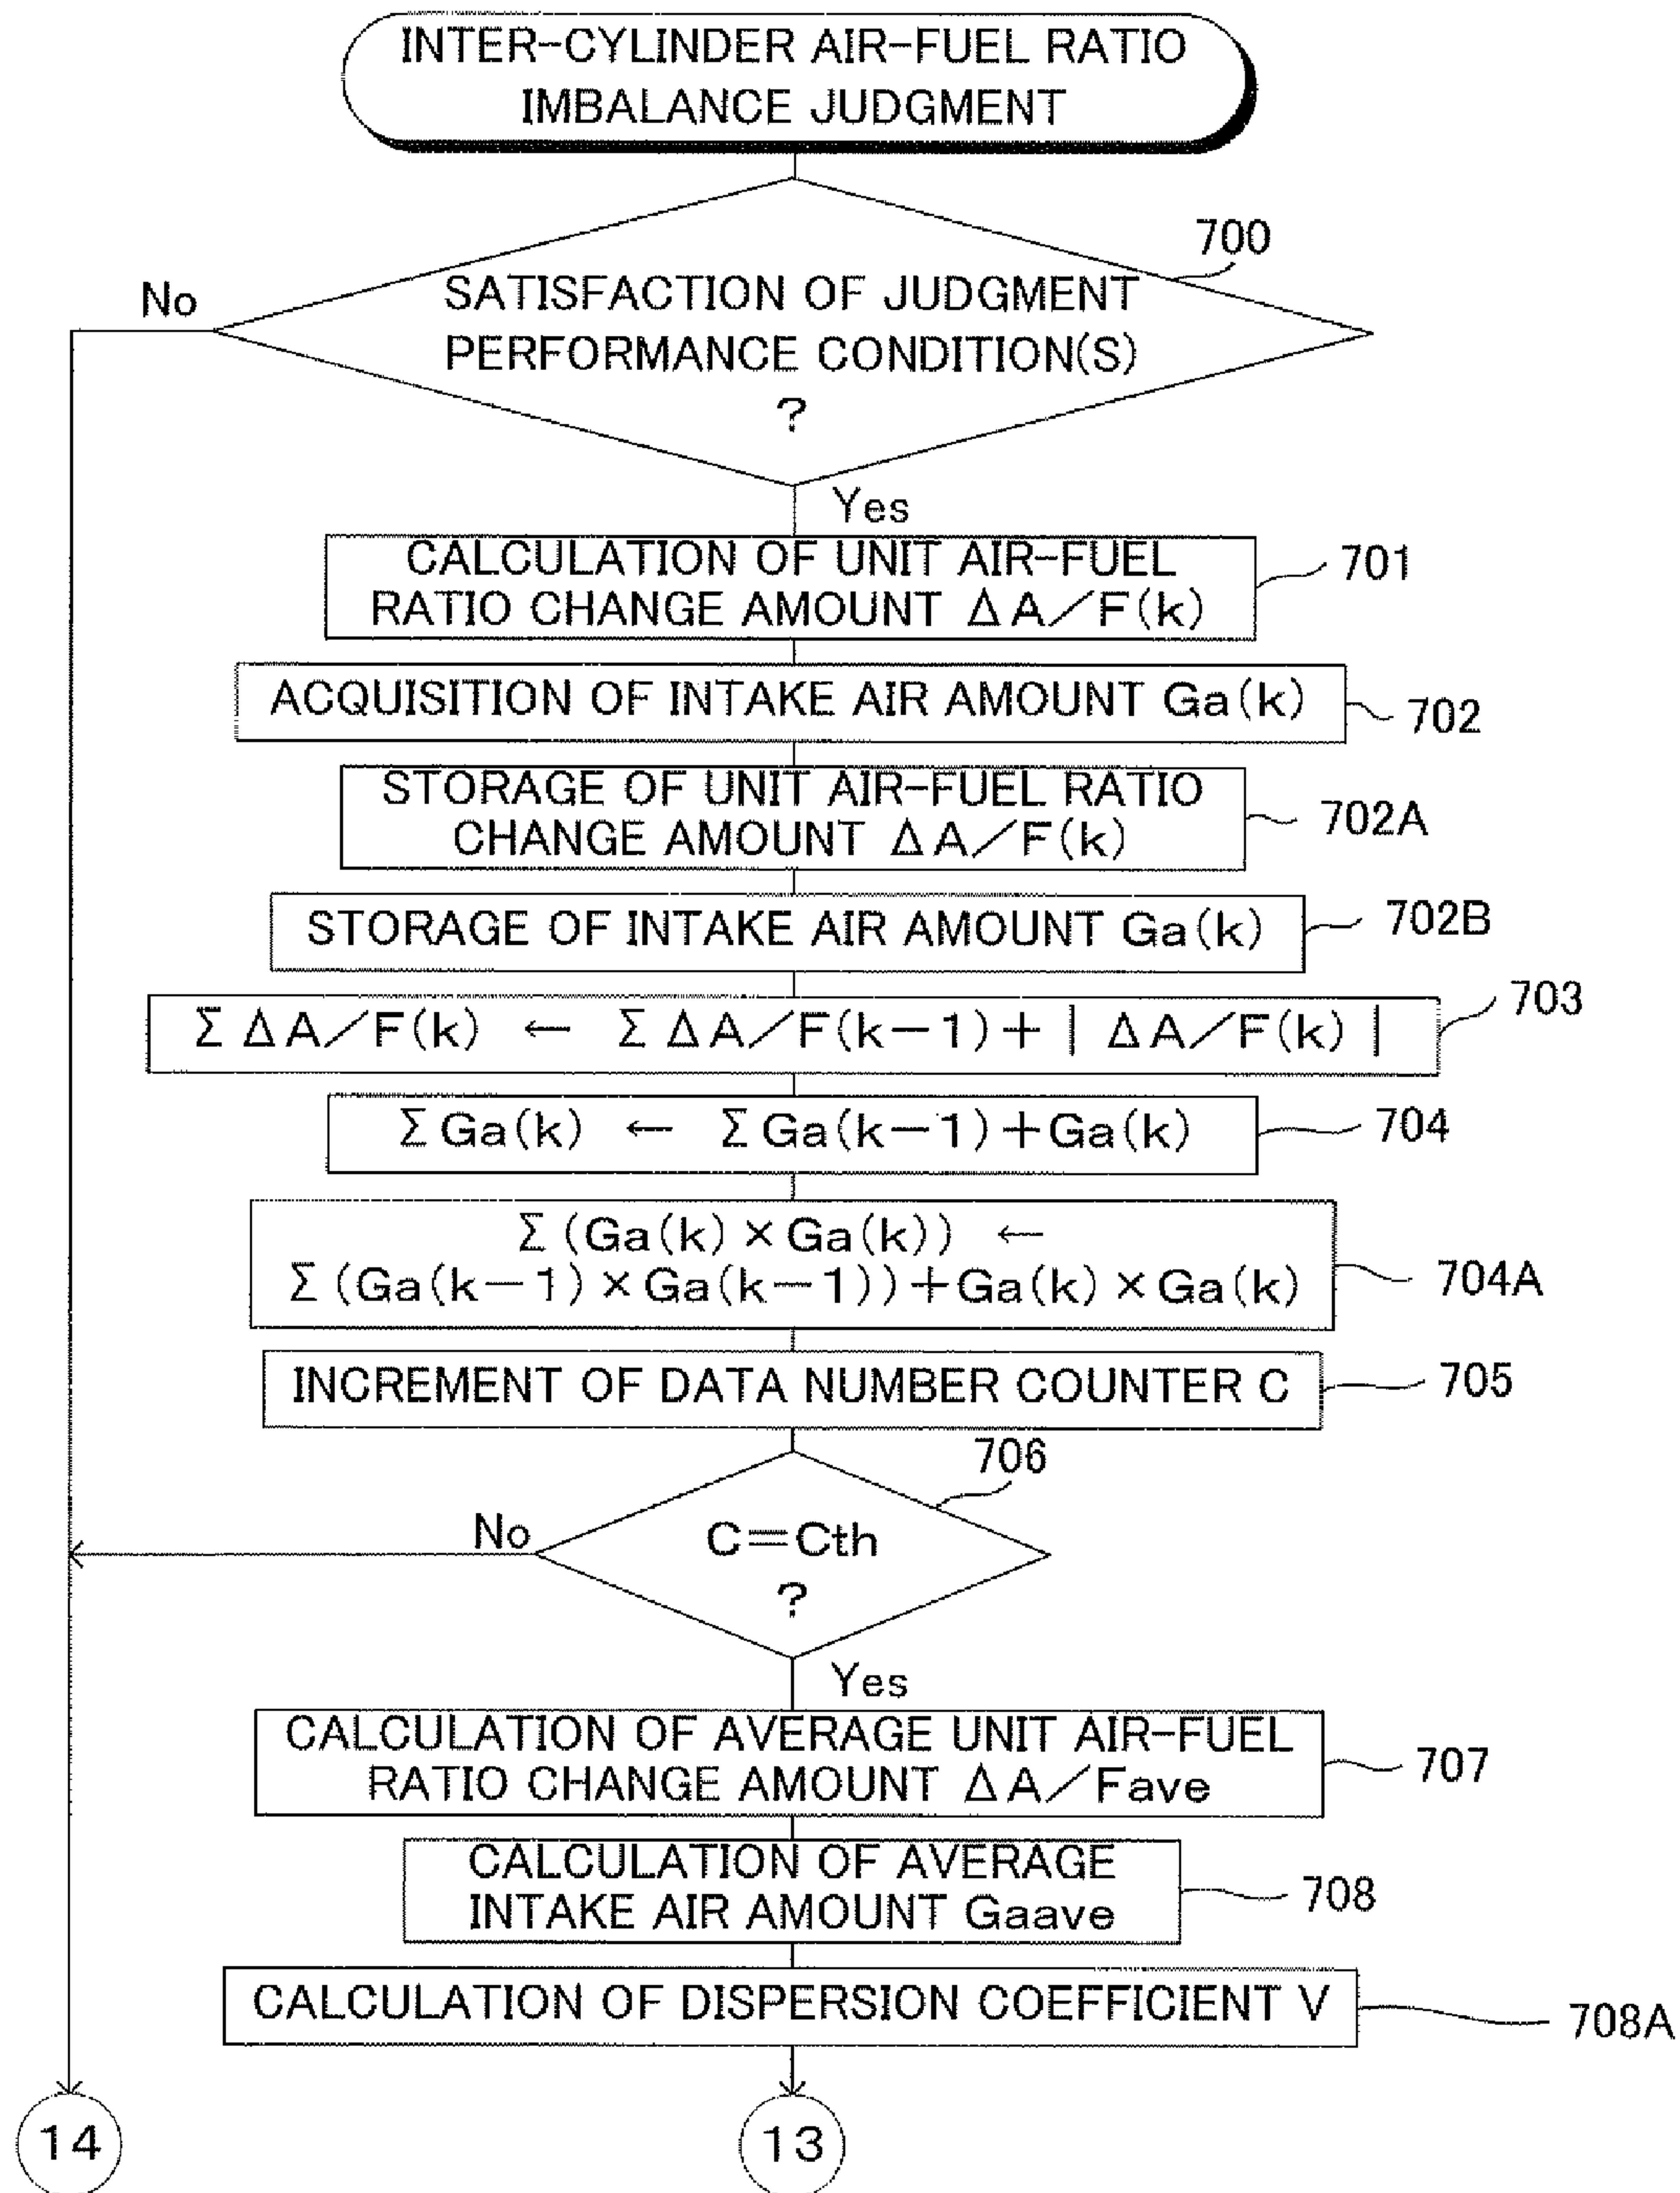 INTER-CYLINDER AIR-FUEL RATIO
IMBALANCE JUDGMENT
700
No
SATISFACTION OF JUDGMENT
PERFORMANCE CONDITION(S)
?
Yes
CALCULATION OF UNIT AIR-FUEL
RATIO CHANGE AMOUNT ΔA/F(k)
701
ACQUISITION OF INTAKE AIR AMOUNT Ga(k)
702
STORAGE OF UNIT AIR-FUEL RATIO
CHANGE AMOUNT ΔA/F(k)
702A
STORAGE OF INTAKE AIR AMOUNT Ga(k)
702B
ΣΔA/F(k) ← ΣΔA/F(k-1)+|ΔA/F(k)|
703
ΣGa(k) ← ΣGa(k-1)+Ga(k)
704
Σ(Ga(k)×Ga(k)) ←
Σ(Ga(k-1)×Ga(k-1))+Ga(k)×Ga(k)
704A
INCREMENT OF DATA NUMBER COUNTER C
705
706
No
C=Cth
?
Yes
CALCULATION OF AVERAGE UNIT AIR-FUEL
RATIO CHANGE AMOUNT ΔA/Fave
707
CALCULATION OF AVERAGE
INTAKE AIR AMOUNT Gaave
708
CALCULATION OF DISPERSION COEFFICIENT V
708A
14
13